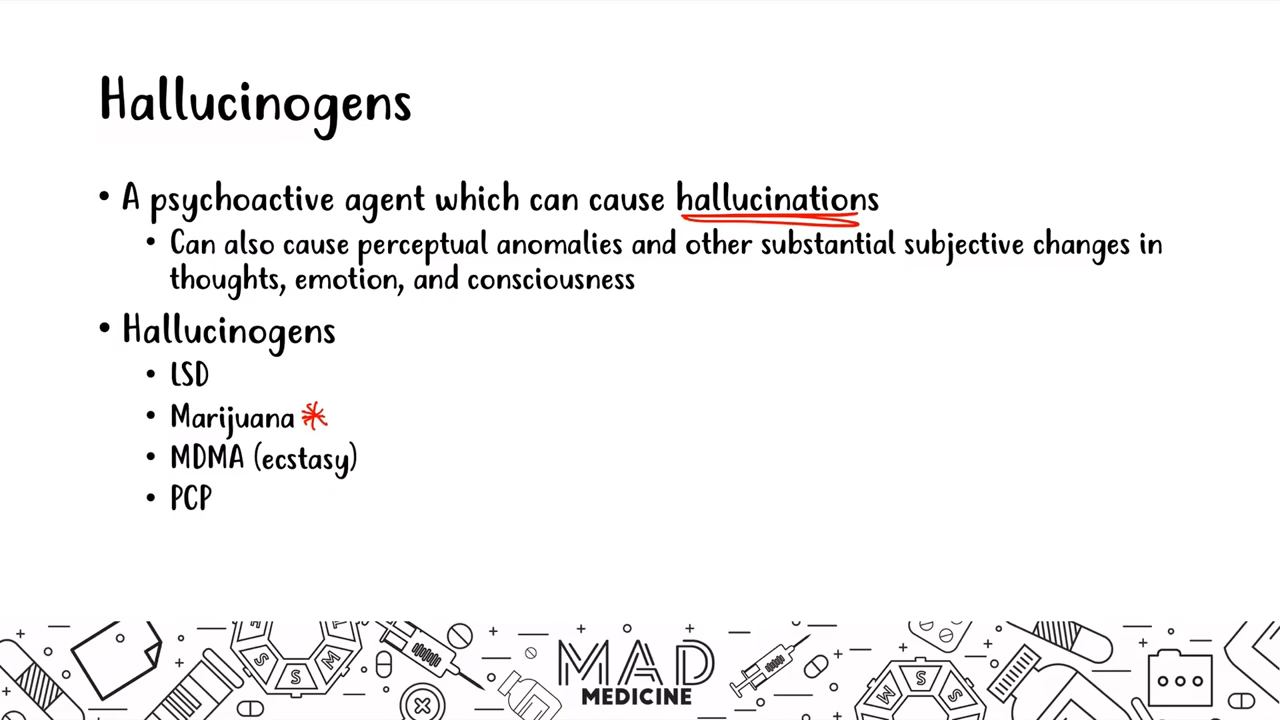 Hallucinogens
• A psychoactive agent which can cause hallucinations
• Can also cause perceptual anomalies and other substantial subjective changes in
thoughts, emotion, and consciousness
• Hallucinogens
• LSD
• Marijuana *
• MDMA (ecstasy)
• PCP
MAD
MEDICINE